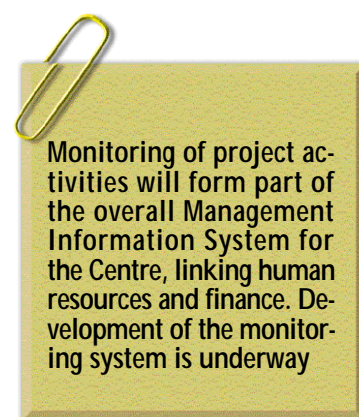 Monitoring of project ac-
tivities will form part of
the overall Management
Information System for
the Centre, linking human
resources and finance. De-
velopment of the monitor-
ing system is underway